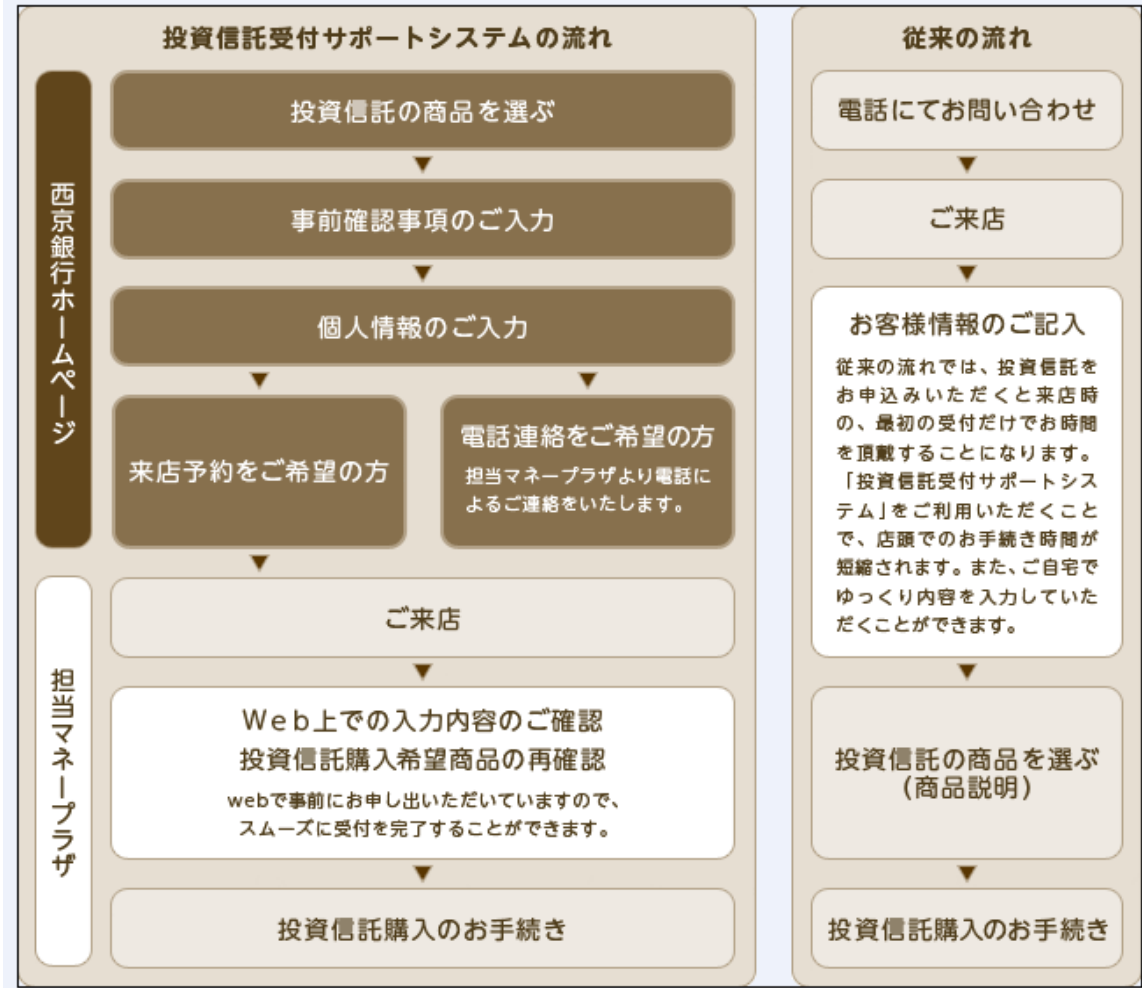 投資信託受付サポートシステムの流れ
西京銀行ホームページ
投資信託の商品を選ぶ
▼
事前確認事項のご入力
▼
個人情報のご入力
▼
▼
来店予約をご希望の方
電話連絡をご希望の方
担当マネープラザより電話に
よるご連絡をいたします。
▼
担当マネープラザ
ご来店
▼
Ｗｅｂ上での入力内容のご確認
投資信託購入希望商品の再確認
webで事前にお申し出いただいていますので、
スムーズに受付を完了することができます。
▼
投資信託購入のお手続き
従来の流れ
電話にてお問い合わせ
▼
ご来店
▼
お客様情報のご記入
従来の流れでは、投資信託を
お申込みいただくと来店時
の、最初の受付だけでお時間
を頂戴することになります。
「投資信託受付サポートシス
テム」をご利用いただくこと
で、店頭でのお手続き時間が
短縮されます。また、ご自宅で
ゆっくり内容を入力していた
だくことができます。
▼
投資信託の商品を選ぶ
(商品説明)
▼
投資信託購入のお手続き